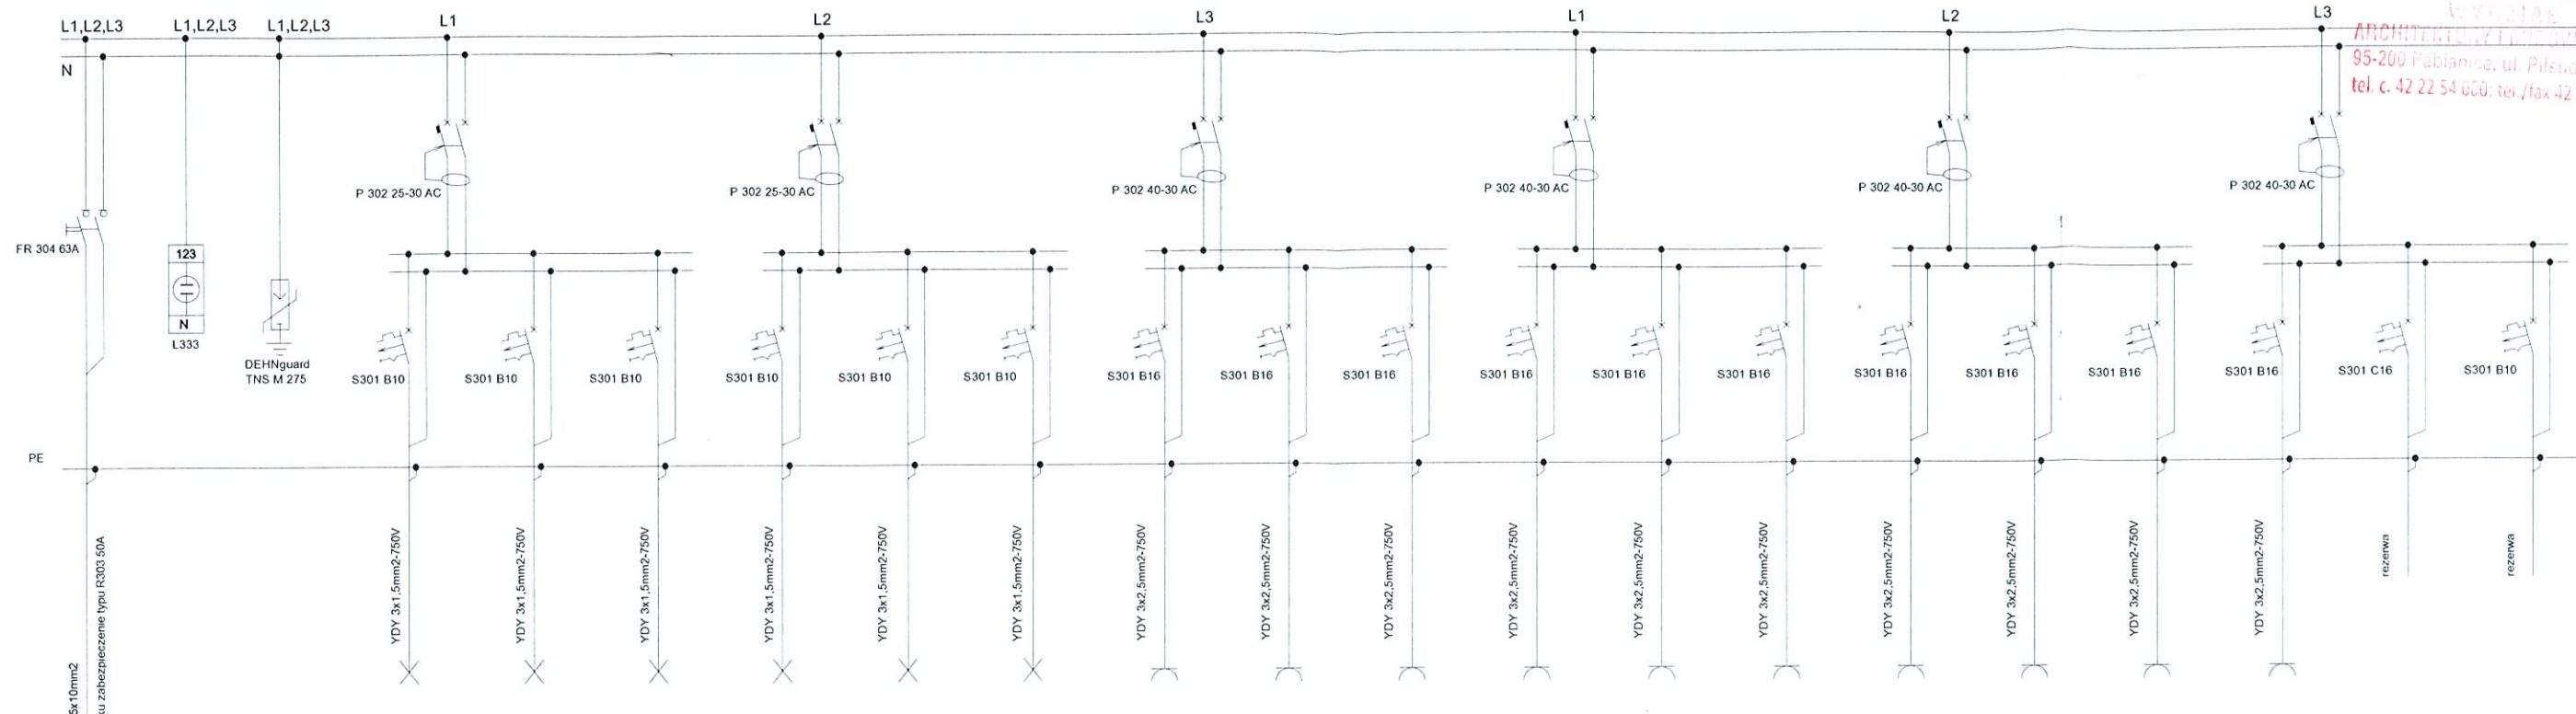 L1,L2,L3
L1,L2,L3
L1,L2,L3
L1
L2
L3
L1
L2
L3
N
95-200 Pabianice, ul.
tel. c. 42 22 54 000, tel./fax 42
P 302 25-30 AC
P 302 25-30 AC
P 302 40-30 AC
P 302 40-30 AC
P 302 40-30 AC
P 302 40-30 AC
FR 304 63A
123
N
L333
DEHNguard
TNS M 275
S301 B10
S301 B10
S301 B10
S301 B10
S301 B10
S301 B10
S301 B16
S301 B16
S301 B16
S301 B16
S301 B16
S301 B16
S301 B16
S301 B16
S301 B16
S301 B16
S301 C16
S301 B10
PE
5x10mm2
zabezpieczenie typu R303 50A
YDY 3x1,5mm2-750V
YDY 3x1,5mm2-750V
YDY 3x1,5mm2-750V
YDY 3x1,5mm2-750V
YDY 3x1,5mm2-750V
YDY 3x1,5mm2-750V
YDY 3x2,5mm2-750V
YDY 3x2,5mm2-750V
YDY 3x2,5mm2-750V
YDY 3x2,5mm2-750V
YDY 3x2,5mm2-750V
YDY 3x2,5mm2-750V
YDY 3x2,5mm2-750V
YDY 3x2,5mm2-750V
YDY 3x2,5mm2-750V
YDY 3x2,5mm2-750V
rezerwa
rezerwa